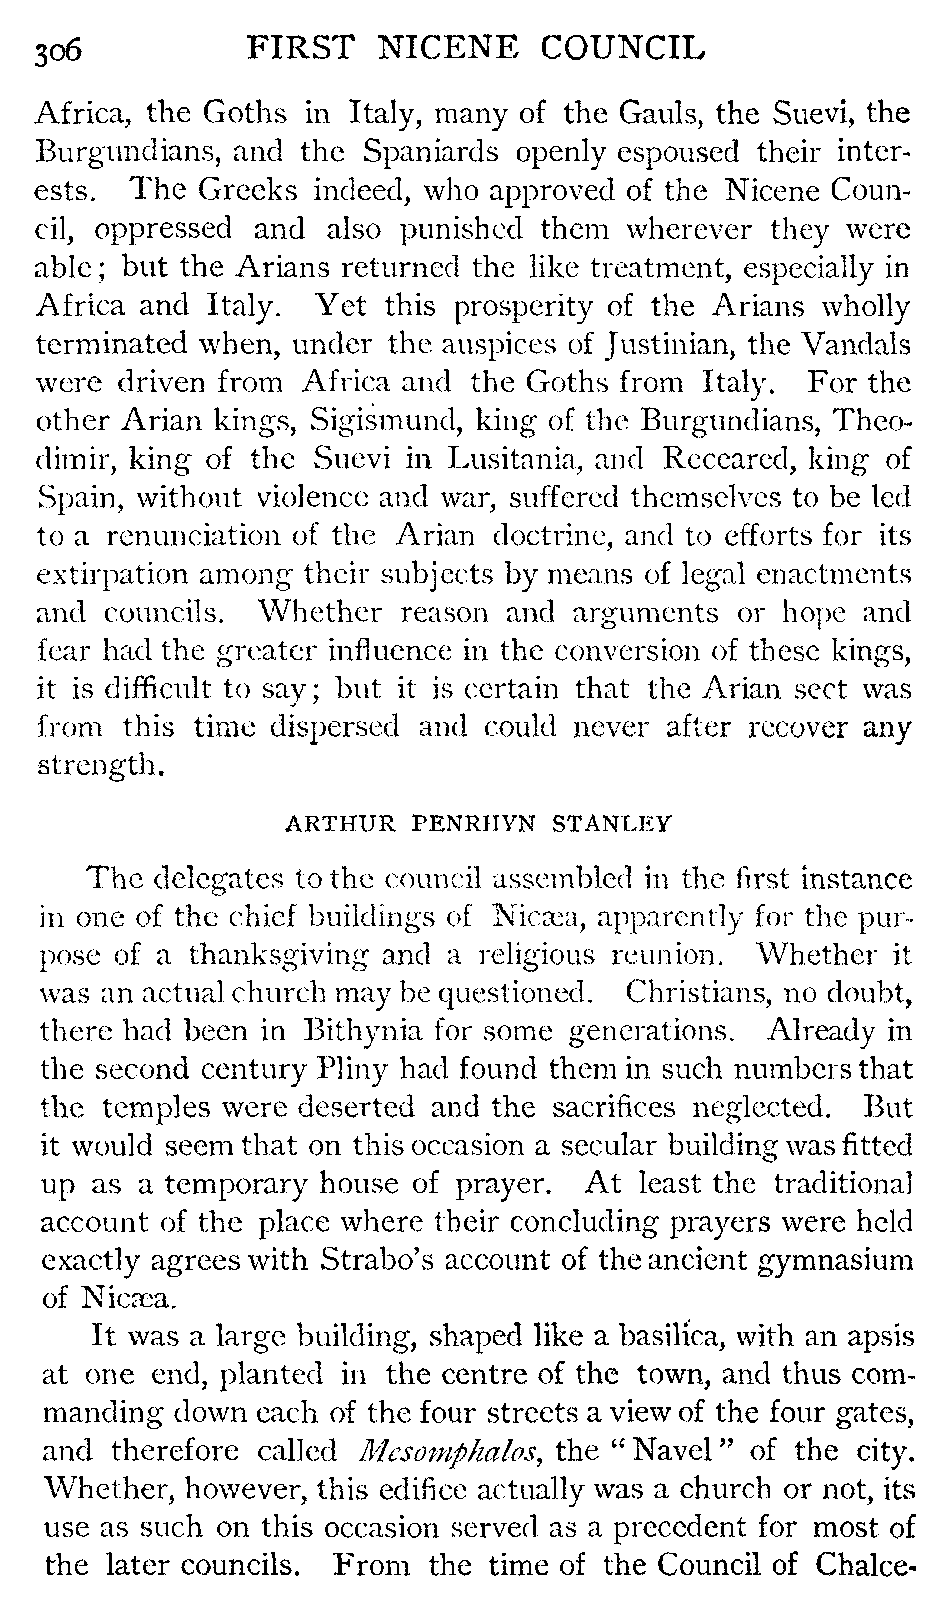 306 FIRST NICENE COUNCIL
Africa, the Goths in Italy, many of the Gauls, the Suevi, the
Burgundians, and the Spaniards openly espoused their inter-
ests. The Greeks indeed, who approved of the Nicene Coun-
cil, oppressed and also punished them wherever they were
able; but the Arians returned the like treatment, especially in
Africa and Italy. Yet this prosperity of the Arians wholly
terminated when, under the auspices of Justinian, the Vandals
were driven from Africa and the Goths from Italy. For the
other Arian kings, Sigismund, king of the Burgundians, Theo-
dimir, king of the Suevi in Lusitania, and Receared, king of
Spain, without violence and war, suffered themselves to be led
to a renunciation of the Arian doctrine, and to efforts for its
extirpation among their subjects by means of legal enactments
and councils. Whether reason and arguments or hope and
fear had the greater influence in the conversion of these kings,
it is difficult to say; but it is certain that the Arian sect was
from this time dispersed and could never after recover any
strength.
ARTHUR PENRHYN STANLEY
The delegates to the council assembled in the first instance
in one of the chief buildings of Nicæa, apparently for the pur-
pose of a thanksgiving and a religious reunion. Whether it
was an actual church may be questioned. Christians, no doubt,
there had been in Bithynia for some generations. Already in
the second century Pliny had found them in such numbers that
the temples were deserted and the sacrifices neglected. But
it would seem that on this occasion a secular building was fitted
up as a temporary house of prayer. At least the traditional
account of the place where their concluding prayers were held
exactly agrees with Strabo's account of the ancient gymnasium
of Nicæa.
It was a large building, shaped like a basilica, with an apsis
at one end, planted in the centre of the town, and thus com-
manding down each of the four streets a view of the four gates,
and therefore called Mesomphalos, the "Navel" of the city.
Whether, however, this edifice actually was a church or not, its
use as such on this occasion served as a precedent for most of
the later councils. From the time of the Council of Chalce-